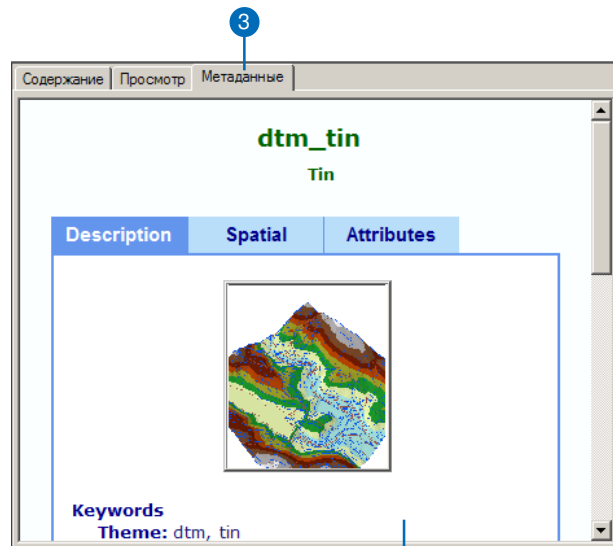 3
Содержание Просмотр Метаданные
dtm_tin
Tin
Description Spatial Attributes
Keywords
Theme: dtm, tin